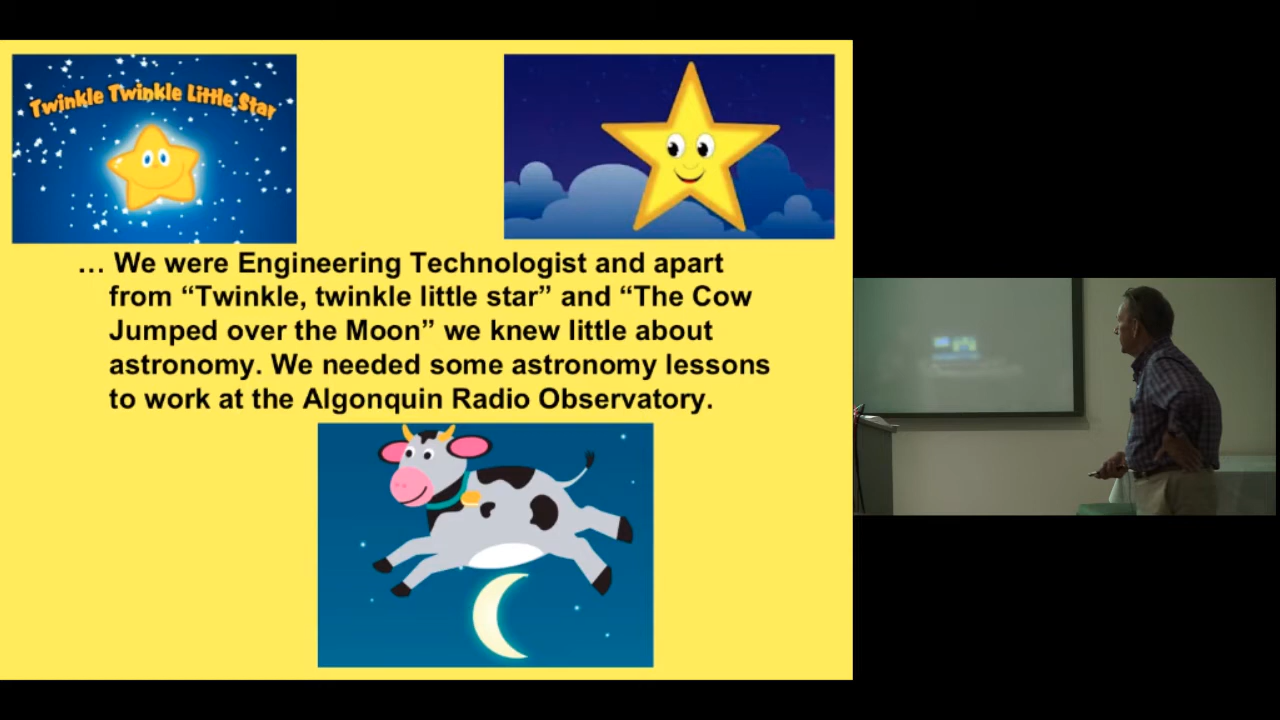 Twinkle Twinkle Little Star
… We were Engineering Technologist and apart
from “Twinkle, twinkle little star” and “The Cow
Jumped over the Moon” we knew little about
astronomy. We needed some astronomy lessons
to work at the Algonquin Radio Observatory.